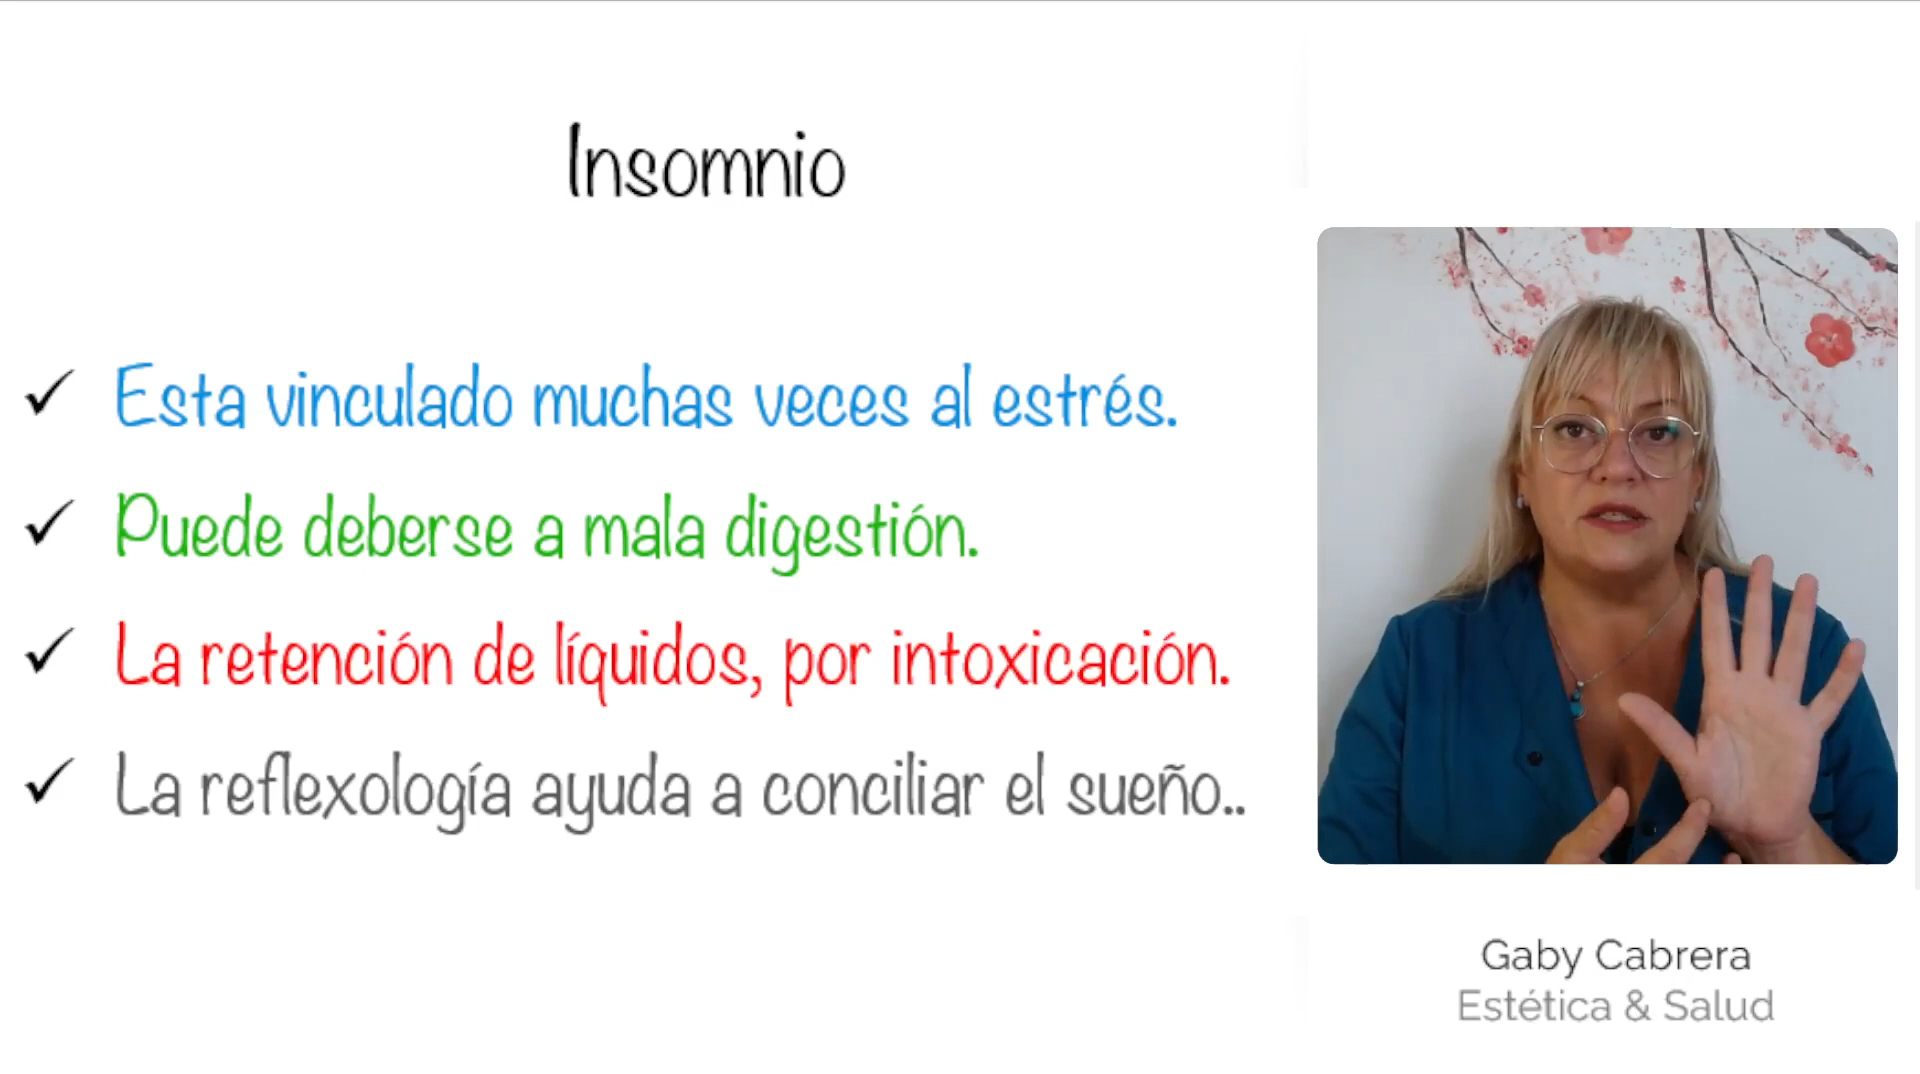 Insomnio
✓ Esta vinculado muchas veces al estrés.
✓ Puede deberse a mala digestión.
✓ La retención de líquidos, por intoxicación.
✓ La reflexología ayuda a conciliar el sueño..
Gaby Cabrera
Estética & Salud